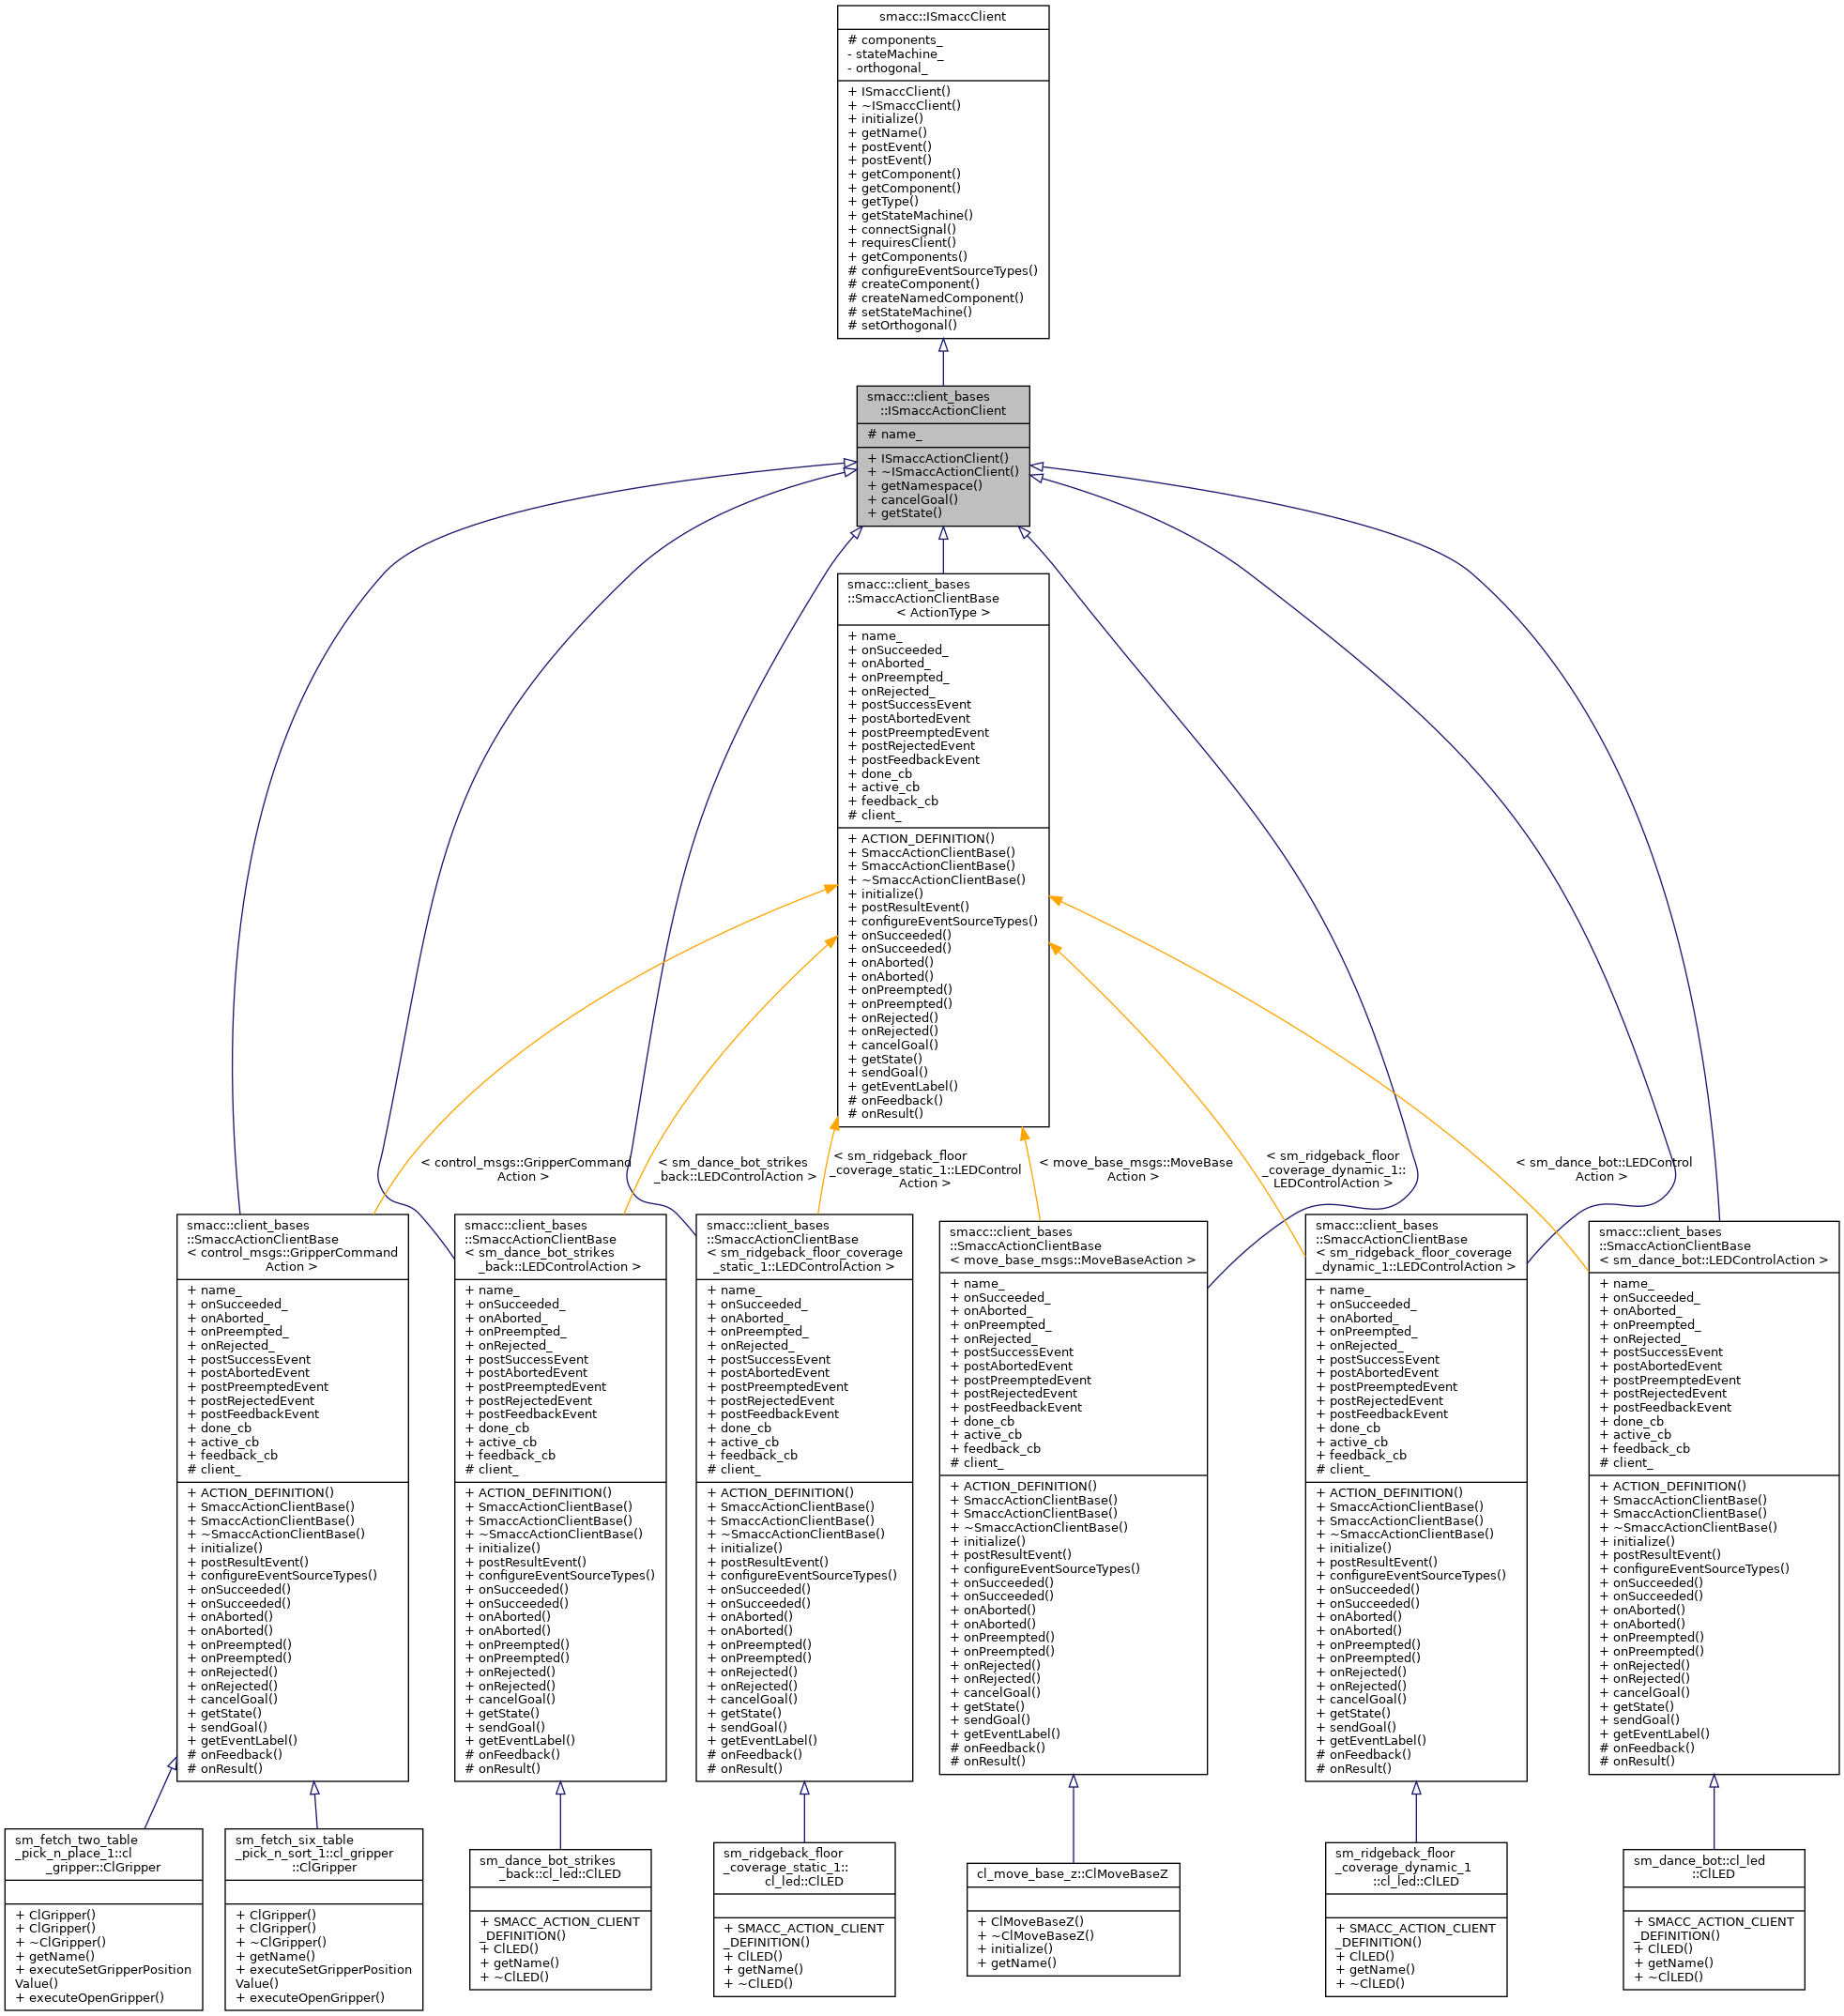 smacc::ISmaccClient
# components_
- stateMachine_
- orthogonal_
+ ISmaccClient()
+ ~ISmaccClient()
+ initialize()
+ getName()
+ postEvent()
+ postEvent()
+ getComponent()
+ getComponent()
+ getType()
+ getStateMachine()
+ connectSignal()
+ requiresClient()
+ getComponents()
# configureEventSourceTypes()
# createComponent()
# createNamedComponent()
# setStateMachine()
# setOrthogonal()
smacc::client_bases
::ISmaccActionClient
# name_
+ ISmaccActionClient()
+ ~ISmaccActionClient()
+ getNamespace()
+ cancelGoal()
+ getState()
smacc::client_bases
::SmaccActionClientBase
< ActionType >
+ name_
+ onSucceeded_
+ onAborted_
+ onPreempted_
+ onRejected_
+ postSuccessEvent
+ postAbortedEvent
+ postPreemptedEvent
+ postRejectedEvent
+ postFeedbackEvent
+ done_cb
+ active_cb
+ feedback_cb
# client_
+ ACTION_DEFINITION()
+ SmaccActionClientBase()
+ SmaccActionClientBase()
+ ~SmaccActionClientBase()
+ initialize()
+ postResultEvent()
+ configureEventSourceTypes()
+ onSucceeded()
+ onSucceeded()
+ onAborted()
+ onAborted()
+ onPreempted()
+ onPreempted()
+ onRejected()
+ onRejected()
+ cancelGoal()
+ getState()
+ sendGoal()
+ getEventLabel()
# onFeedback()
# onResult()
< control_msgs::GripperCommand
Action >
< sm_dance_bot_strikes
_back::LEDControlAction >
< sm_ridgeback_floor
_coverage_static_1::LEDControl
Action >
< move_base_msgs::MoveBase
Action >
< sm_ridgeback_floor
_coverage_dynamic_1::
LEDControlAction >
< sm_dance_bot::LEDControl
Action >
smacc::client_bases
::SmaccActionClientBase
< control_msgs::GripperCommand
Action >
+ name_
+ onSucceeded_
+ onAborted_
+ onPreempted_
+ onRejected_
+ postSuccessEvent
+ postAbortedEvent
+ postPreemptedEvent
+ postRejectedEvent
+ postFeedbackEvent
+ done_cb
+ active_cb
+ feedback_cb
# client_
+ ACTION_DEFINITION()
+ SmaccActionClientBase()
+ SmaccActionClientBase()
+ ~SmaccActionClientBase()
+ initialize()
+ postResultEvent()
+ configureEventSourceTypes()
+ onSucceeded()
+ onSucceeded()
+ onAborted()
+ onAborted()
+ onPreempted()
+ onPreempted()
+ onRejected()
+ onRejected()
+ cancelGoal()
+ getState()
+ sendGoal()
+ getEventLabel()
# onFeedback()
# onResult()
smacc::client_bases
::SmaccActionClientBase
< sm_dance_bot_strikes
_back::LEDControlAction >
+ name_
+ onSucceeded_
+ onAborted_
+ onPreempted_
+ onRejected_
+ postSuccessEvent
+ postAbortedEvent
+ postPreemptedEvent
+ postRejectedEvent
+ postFeedbackEvent
+ done_cb
+ active_cb
+ feedback_cb
# client_
+ ACTION_DEFINITION()
+ SmaccActionClientBase()
+ SmaccActionClientBase()
+ ~SmaccActionClientBase()
+ initialize()
+ postResultEvent()
+ configureEventSourceTypes()
+ onSucceeded()
+ onSucceeded()
+ onAborted()
+ onAborted()
+ onPreempted()
+ onPreempted()
+ onRejected()
+ onRejected()
+ cancelGoal()
+ getState()
+ sendGoal()
+ getEventLabel()
# onFeedback()
# onResult()
smacc::client_bases
::SmaccActionClientBase
< sm_ridgeback_floor_coverage
_static_1::LEDControlAction >
+ name_
+ onSucceeded_
+ onAborted_
+ onPreempted_
+ onRejected_
+ postSuccessEvent
+ postAbortedEvent
+ postPreemptedEvent
+ postRejectedEvent
+ postFeedbackEvent
+ done_cb
+ active_cb
+ feedback_cb
# client_
+ ACTION_DEFINITION()
+ SmaccActionClientBase()
+ SmaccActionClientBase()
+ ~SmaccActionClientBase()
+ initialize()
+ postResultEvent()
+ configureEventSourceTypes()
+ onSucceeded()
+ onSucceeded()
+ onAborted()
+ onAborted()
+ onPreempted()
+ onPreempted()
+ onRejected()
+ onRejected()
+ cancelGoal()
+ getState()
+ sendGoal()
+ getEventLabel()
# onFeedback()
# onResult()
smacc::client_bases
::SmaccActionClientBase
< move_base_msgs::MoveBaseAction >
+ name_
+ onSucceeded_
+ onAborted_
+ onPreempted_
+ onRejected_
+ postSuccessEvent
+ postAbortedEvent
+ postPreemptedEvent
+ postRejectedEvent
+ postFeedbackEvent
+ done_cb
+ active_cb
+ feedback_cb
# client_
+ ACTION_DEFINITION()
+ SmaccActionClientBase()
+ SmaccActionClientBase()
+ ~SmaccActionClientBase()
+ initialize()
+ postResultEvent()
+ configureEventSourceTypes()
+ onSucceeded()
+ onSucceeded()
+ onAborted()
+ onAborted()
+ onPreempted()
+ onPreempted()
+ onRejected()
+ onRejected()
+ cancelGoal()
+ getState()
+ sendGoal()
+ getEventLabel()
# onFeedback()
# onResult()
smacc::client_bases
::SmaccActionClientBase
< sm_ridgeback_floor_coverage
_dynamic_1::LEDControlAction >
+ name_
+ onSucceeded_
+ onAborted_
+ onPreempted_
+ onRejected_
+ postSuccessEvent
+ postAbortedEvent
+ postPreemptedEvent
+ postRejectedEvent
+ postFeedbackEvent
+ done_cb
+ active_cb
+ feedback_cb
# client_
+ ACTION_DEFINITION()
+ SmaccActionClientBase()
+ SmaccActionClientBase()
+ ~SmaccActionClientBase()
+ initialize()
+ postResultEvent()
+ configureEventSourceTypes()
+ onSucceeded()
+ onSucceeded()
+ onAborted()
+ onAborted()
+ onPreempted()
+ onPreempted()
+ onRejected()
+ onRejected()
+ cancelGoal()
+ getState()
+ sendGoal()
+ getEventLabel()
# onFeedback()
# onResult()
smacc::client_bases
::SmaccActionClientBase
< sm_dance_bot::LEDControlAction >
+ name_
+ onSucceeded_
+ onAborted_
+ onPreempted_
+ onRejected_
+ postSuccessEvent
+ postAbortedEvent
+ postPreemptedEvent
+ postRejectedEvent
+ postFeedbackEvent
+ done_cb
+ active_cb
+ feedback_cb
# client_
+ ACTION_DEFINITION()
+ SmaccActionClientBase()
+ SmaccActionClientBase()
+ ~SmaccActionClientBase()
+ initialize()
+ postResultEvent()
+ configureEventSourceTypes()
+ onSucceeded()
+ onSucceeded()
+ onAborted()
+ onAborted()
+ onPreempted()
+ onPreempted()
+ onRejected()
+ onRejected()
+ cancelGoal()
+ getState()
+ sendGoal()
+ getEventLabel()
# onFeedback()
# onResult()
sm_fetch_two_table
_pick_n_place_1::cl
_gripper::ClGripper
+ ClGripper()
+ ClGripper()
+ ~ClGripper()
+ getName()
+ executeSetGripperPosition
Value()
+ executeOpenGripper()
sm_fetch_six_table
_pick_n_sort_1::cl_gripper
::ClGripper
+ ClGripper()
+ ClGripper()
+ ~ClGripper()
+ getName()
+ executeSetGripperPosition
Value()
+ executeOpenGripper()
sm_dance_bot_strikes
_back::cl_led::ClLED
+ SMACC_ACTION_CLIENT
_DEFINITION()
+ ClLED()
+ getName()
+ ~ClLED()
sm_ridgeback_floor
_coverage_static_1::
cl_led::ClLED
+ SMACC_ACTION_CLIENT
_DEFINITION()
+ ClLED()
+ getName()
+ ~ClLED()
cl_move_base_z::ClMoveBaseZ
+ ClMoveBaseZ()
+ ~ClMoveBaseZ()
+ initialize()
+ getName()
sm_ridgeback_floor
_coverage_dynamic_1
::cl_led::ClLED
+ SMACC_ACTION_CLIENT
_DEFINITION()
+ ClLED()
+ getName()
+ ~ClLED()
sm_dance_bot::cl_led
::ClLED
+ SMACC_ACTION_CLIENT
_DEFINITION()
+ ClLED()
+ getName()
+ ~ClLED()